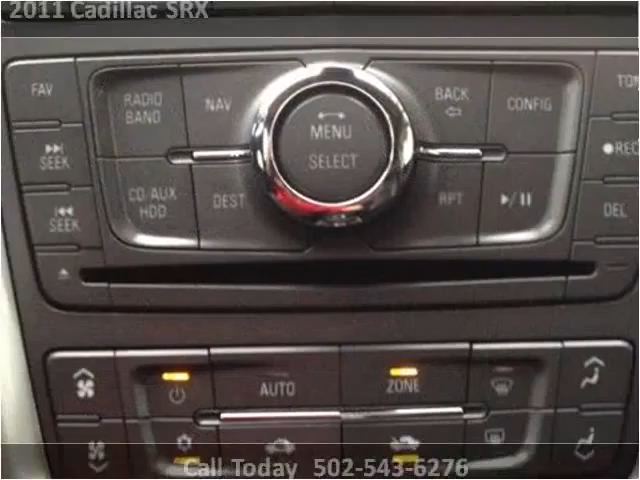 2011 Cadillac SRX
FAV
RADIO
BAND
NAV
MENU
SELECT
BACK
CONFIG
SEEK
REC
CD/AUX
HDD
DEST
RPT
DEL
SEEK
AUTO
ZONE
Call Today 502-543-6276